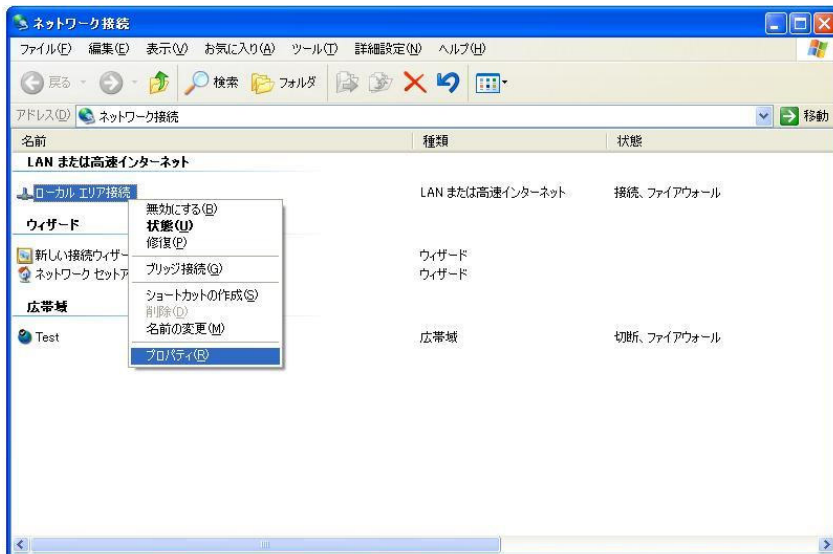 ネットワーク接続
ファイル(F) 編集(E) 表示(V) お気に入り(A) ツール(T) 詳細設定(N) ヘルプ(H)
戻る 検索 フォルダ
アドレス(D) ネットワーク接続 移動
名前 種類 状態
LAN または高速インターネット
ローカル エリア接続 LAN または高速インターネット 接続、ファイアウォール
無効にする(B)
ウィザード 状態(U)
修復(P)
新しい接続ウィザー ウィザード
ネットワーク セットア ブリッジ接続(G) ウィザード
ショートカットの作成(S)
広帯域 削除(D)
名前の変更(M)
Test 広帯域 切断、ファイアウォール
プロパティ(R)